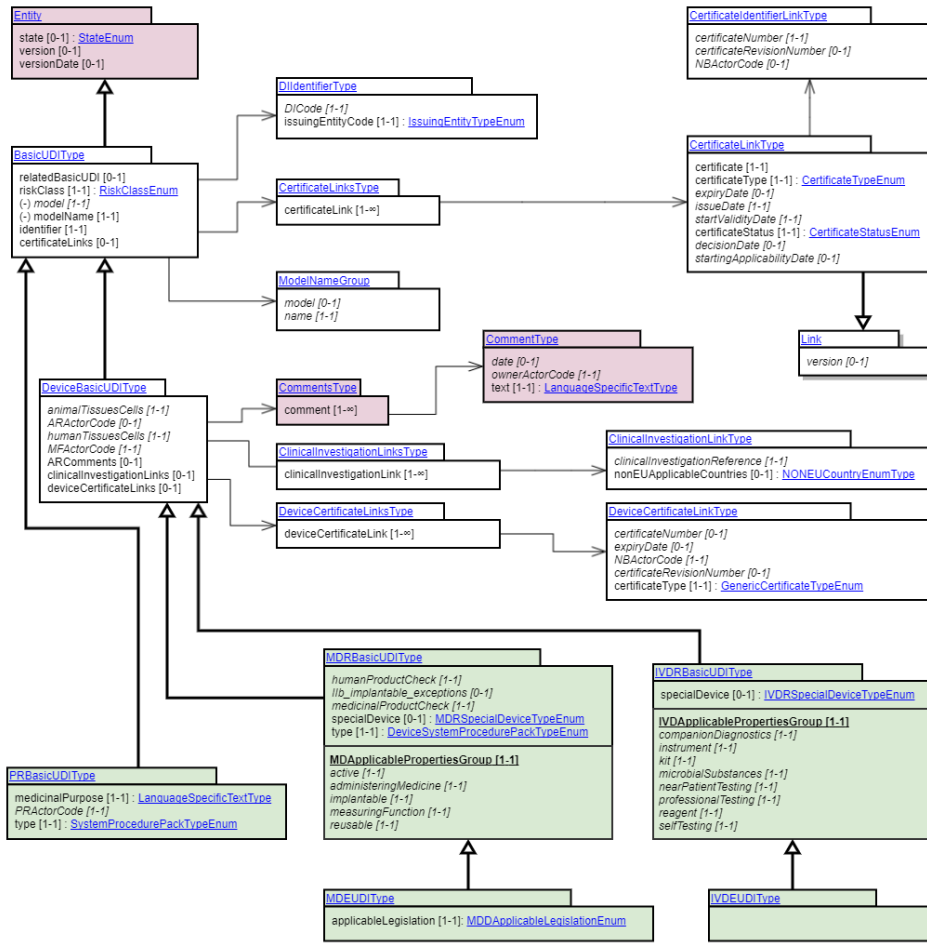 Entity
state [0-1] : StateEnum
version [0-1]
versionDate [0-1]
CertificateIdentifierLinkType
certificateNumber [1-1]
certificateRevisionNumber [0-1]
NBActorCode [0-1]
DIIdentifierType
DICode [1-1]
issuingEntityCode [1-1] : IssuingEntityTypeEnum
BasicUDIType
relatedBasicUDI [0-1]
riskClass [1-1] : RiskClassEnum
(-) model [1-1]
(-) modelName [1-1]
identifier [1-1]
certificateLinks [0-1]
CertificateLinksType
certificateLink [1-∞]
CertificateLinkType
certificate [1-1]
certificateType [1-1] : CertificateTypeEnum
expiryDate [0-1]
issueDate [1-1]
startValidityDate [1-1]
certificateStatus [1-1] : CertificateStatusEnum
decisionDate [0-1]
startingApplicabilityDate [0-1]
ModelNameGroup
model [0-1]
name [1-1]
Link
version [0-1]
CommentType
date [0-1]
ownerActorCode [1-1]
text [1-1] : LanguageSpecificTextType
DeviceBasicUDIType
animalTissuesCells [1-1]
ARActorCode [0-1]
humanTissuesCells [1-1]
MFActorCode [1-1]
ARComments [0-1]
clinicalInvestigationLinks [0-1]
deviceCertificateLinks [0-1]
CommentsType
comment [1-∞]
ClinicalInvestigationLinksType
clinicalInvestigationLink [1-∞]
ClinicalInvestigationLinkType
clinicalInvestigationReference [1-1]
nonEUApplicableCountries [0-1] : NONEUCountryEnumType
DeviceCertificateLinksType
deviceCertificateLink [1-∞]
DeviceCertificateLinkType
certificateNumber [0-1]
expiryDate [0-1]
NBActorCode [1-1]
certificateRevisionNumber [0-1]
certificateType [1-1] : GenericCertificateTypeEnum
MDRBasicUDIType
humanProductCheck [1-1]
IIb_implantable_exceptions [0-1]
medicinalProductCheck [1-1]
specialDevice [0-1] : MDRSpecialDeviceTypeEnum
type [1-1] : DeviceSystemProcedurePackTypeEnum
MDApplicablePropertiesGroup [1-1]
active [1-1]
administeringMedicine [1-1]
implantable [1-1]
measuringFunction [1-1]
reusable [1-1]
IVDRBasicUDIType
specialDevice [0-1] : IVDRSpecialDeviceTypeEnum
IVDApplicablePropertiesGroup [1-1]
companionDiagnostics [1-1]
instrument [1-1]
kit [1-1]
microbialSubstances [1-1]
nearPatientTesting [1-1]
professionalTesting [1-1]
reagent [1-1]
selfTesting [1-1]
PRBasicUDIType
medicinalPurpose [1-1] : LanguageSpecificTextType
PRActorCode [1-1]
type [1-1] : SystemProcedurePackTypeEnum
MDEUDIType
applicableLegislation [1-1]: MDDApplicableLegislationEnum
IVDEUDIType